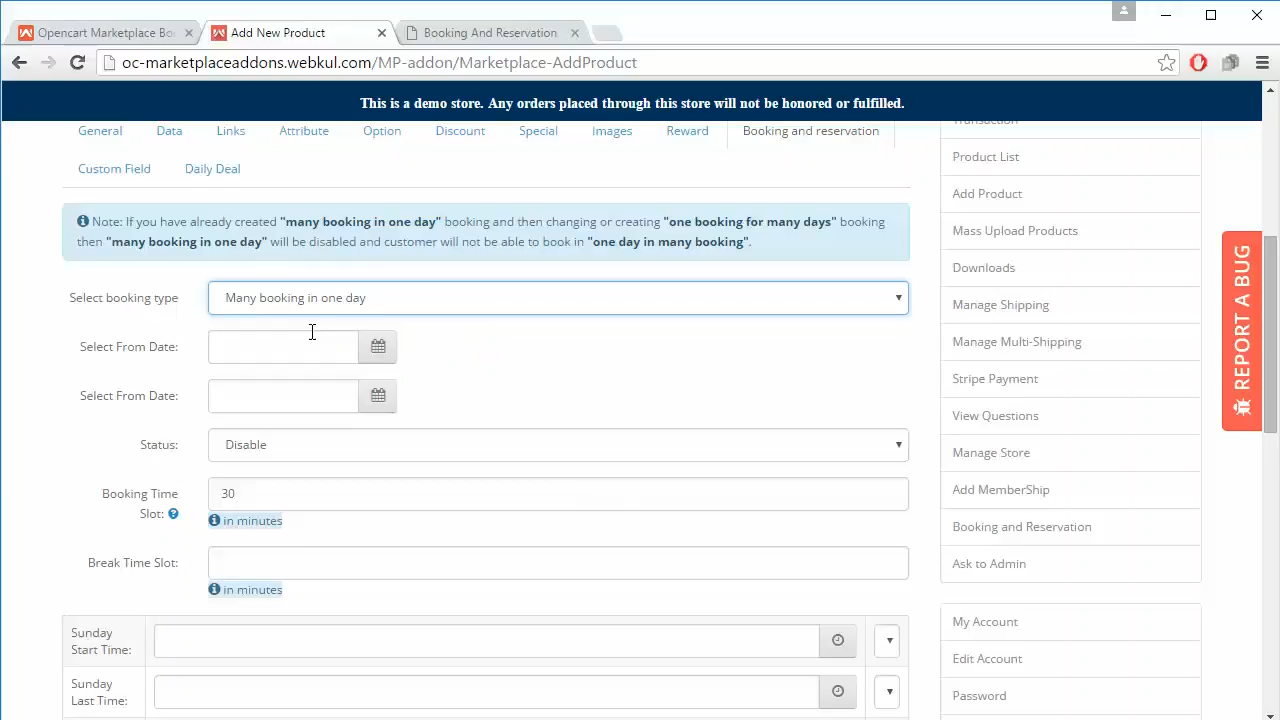 Opencart Marketplace Bo
Add New Product
Booking And Reservation
oc-marketplaceaddons.webkul.com/MP-addon/Marketplace-AddProduct
This is a demo store. Any orders placed through this store will not be honored or fulfilled.
General Data Links Attribute Option Discount Special Images Reward Booking and reservation
Custom Field Daily Deal
Note: If you have already created "many booking in one day" booking and then changing or creating "one booking for many days" booking
then "many booking in one day" will be disabled and customer will not be able to book in "one day in many booking".
Select booking type Many booking in one day
Select From Date:
Select From Date:
Status: Disable
Booking Time 30
Slot:
in minutes
Break Time Slot:
in minutes
Sunday
Start Time:
Sunday
Last Time:
Transaction
Product List
Add Product
Mass Upload Products
Downloads
Manage Shipping
Manage Multi-Shipping
Stripe Payment
View Questions
Manage Store
Add MemberShip
Booking and Reservation
Ask to Admin
My Account
Edit Account
Password
REPORT A BUG